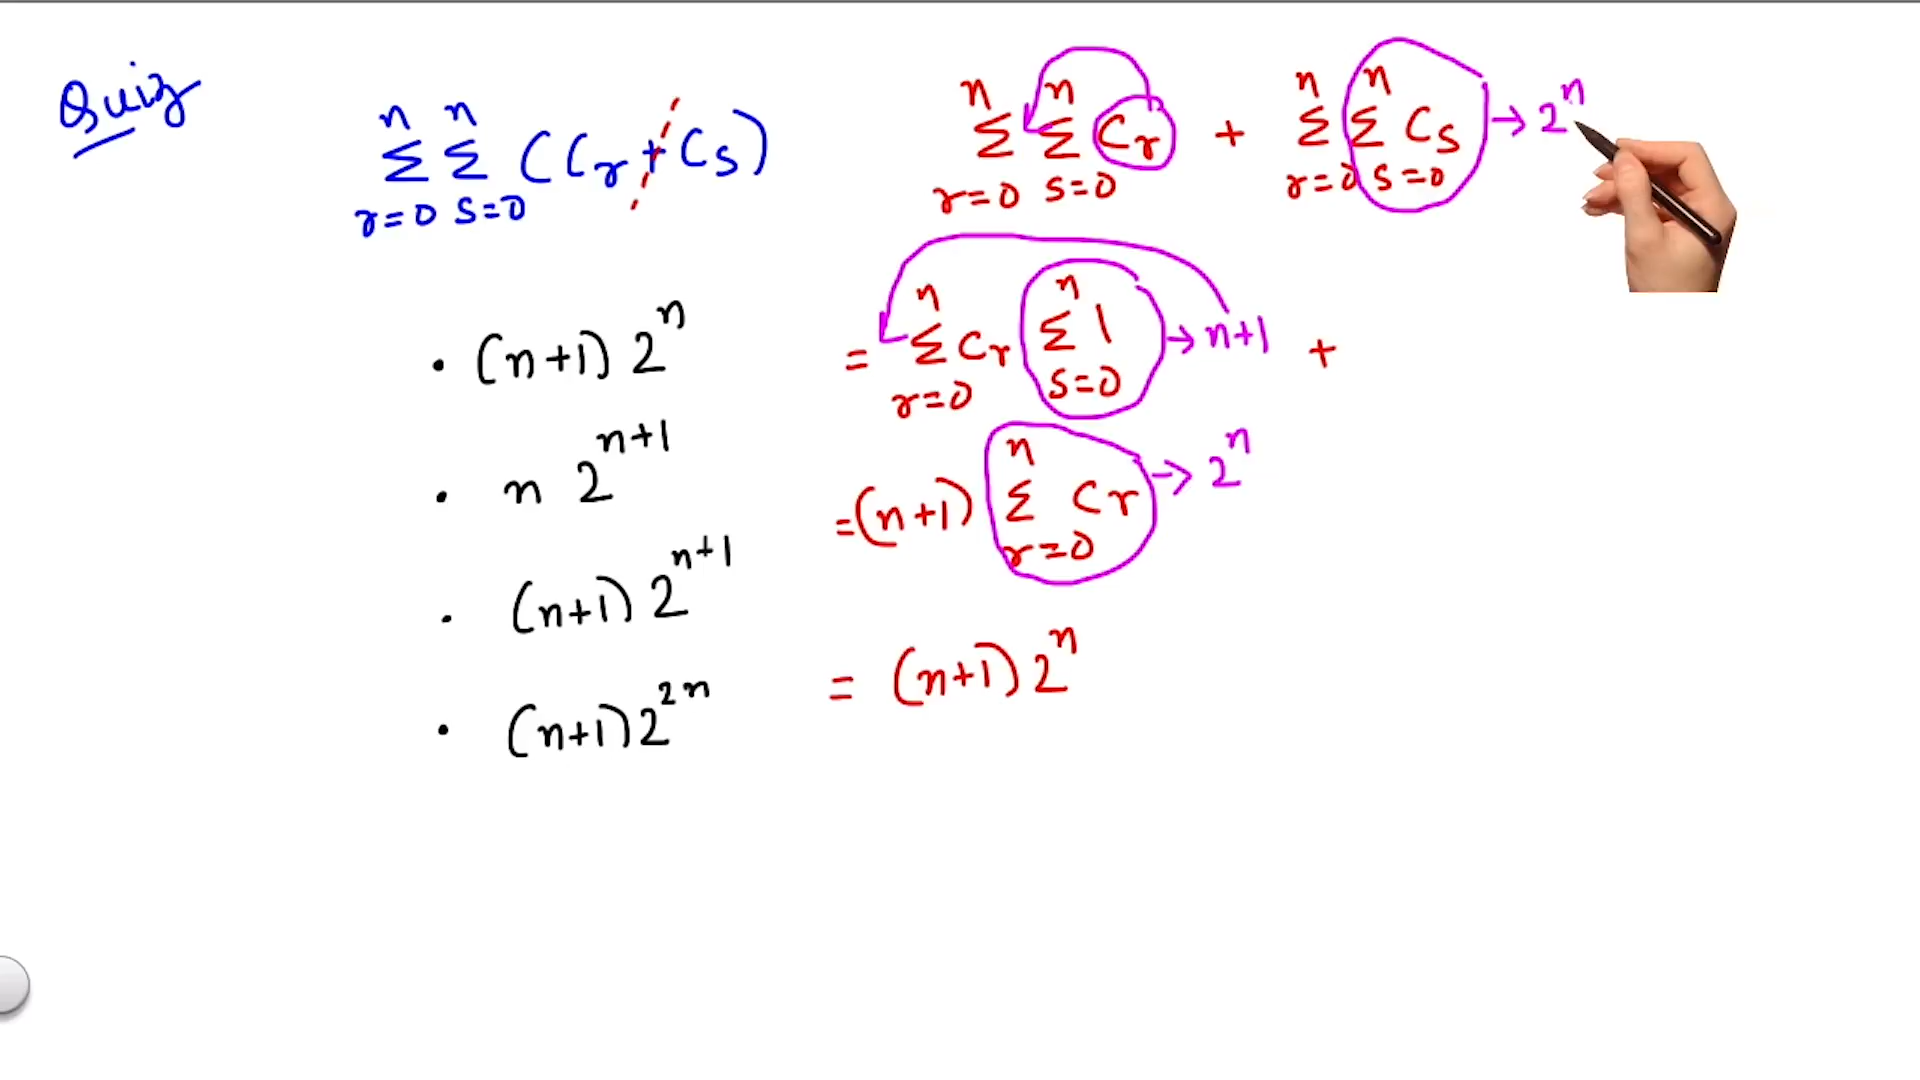 Quiz
n n
Σ Σ (Cr + Cs)
r=0 s=0
n n n n
Σ Σ Cr + Σ Σ Cs → 2^n
r=0 s=0 r=0 s=0
n n
= Σ Cr Σ 1 → n+1 +
r=0 s=0
n
=(n+1) Σ Cr → 2^n
r=0
= (n+1) 2^n
· (n+1) 2^n
· n 2^n+1
· (n+1) 2^n+1
· (n+1) 2^2n